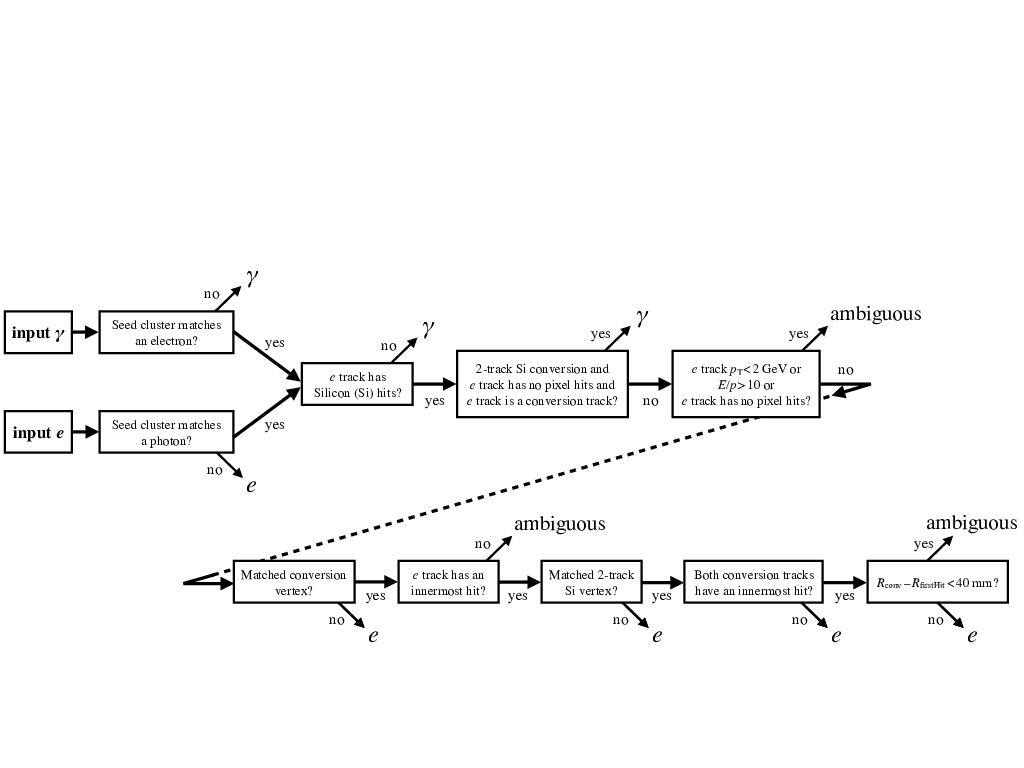 input γ
Seed cluster matches
an electron?
no
γ
yes
input e
Seed cluster matches
a photon?
yes
no
e
e track has
Silicon (Si) hits?
no
γ
yes
2-track Si conversion and
e track has no pixel hits and
e track is a conversion track?
yes
γ
no
e track pT<2 GeV or
E/p>10 or
e track has no pixel hits?
yes
ambiguous
no
Matched conversion
vertex?
no
e
yes
e track has an
innermost hit?
no
ambiguous
yes
Matched 2-track
Si vertex?
no
e
yes
Both conversion tracks
have an innermost hit?
no
e
yes
Rconv −RfirstHit <40 mm?
yes
ambiguous
no
e